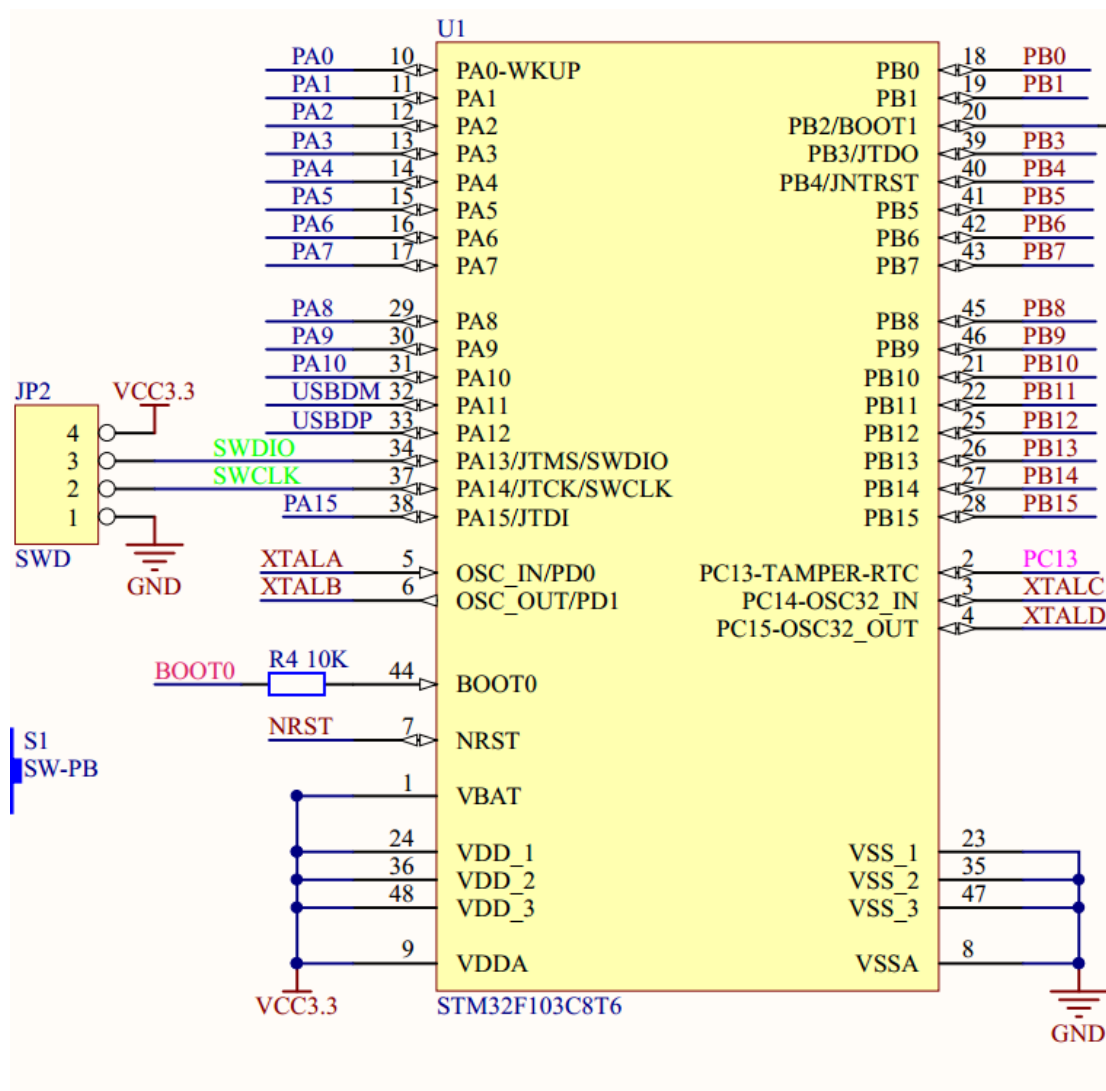 U1
PA0 10 PA0-WKUP PB0 18 PB0
PA1 11 PA1 PB1 19 PB1
PA2 12 PA2 PB2/BOOT1 20
PA3 13 PA3 PB3/JTDO 39 PB3
PA4 14 PA4 PB4/JNTRST 40 PB4
PA5 15 PA5 PB5 41 PB5
PA6 16 PA6 PB6 42 PB6
PA7 17 PA7 PB7 43 PB7
PA8 29 PA8 PB8 45 PB8
PA9 30 PA9 PB9 46 PB9
PA10 31 PA10 PB10 21 PB10
JP2 VCC3.3 USBDM 32 PA11 PB11 22 PB11
4 USBDP 33 PA12 PB12 25 PB12
3 SWDIO 34 PA13/JTMS/SWDIO PB13 26 PB13
2 SWCLK 37 PA14/JTCK/SWCLK PB14 27 PB14
1 PA15 38 PA15/JTDI PB15 28 PB15
SWD
GND
XTALA 5 OSC_IN/PD0 PC13-TAMPER-RTC 2 PC13
XTALB 6 OSC_OUT/PD1 PC14-OSC32_IN 3 XTALC
PC15-OSC32_OUT 4 XTALD
BOOT0 R4 10K 44 BOOT0
NRST 7 NRST
S1
SW-PB
1 VBAT
24 VDD_1 VSS_1 23
36 VDD_2 VSS_2 35
48 VDD_3 VSS_3 47
9 VDDA VSSA 8
VCC3.3 STM32F103C8T6
GND